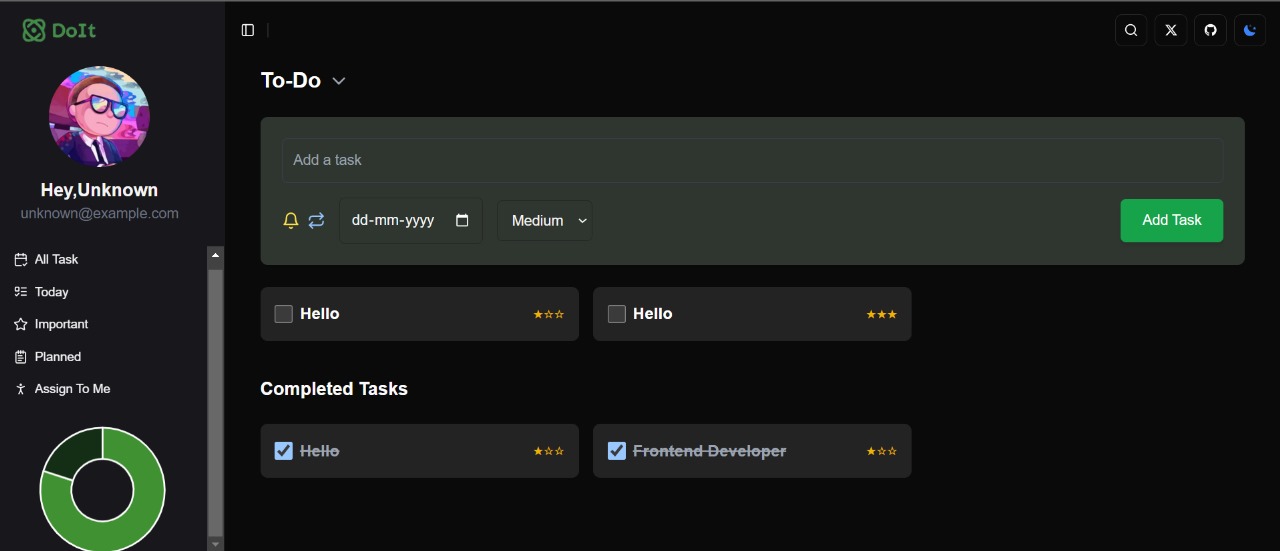 DoIt
Hey,Unknown
unknown@example.com
All Task
Today
Important
Planned
Assign To Me
To-Do
Add a task
dd-mm-yyyy
Medium
Add Task
Hello
Hello
Completed Tasks
Hello
Frontend Developer